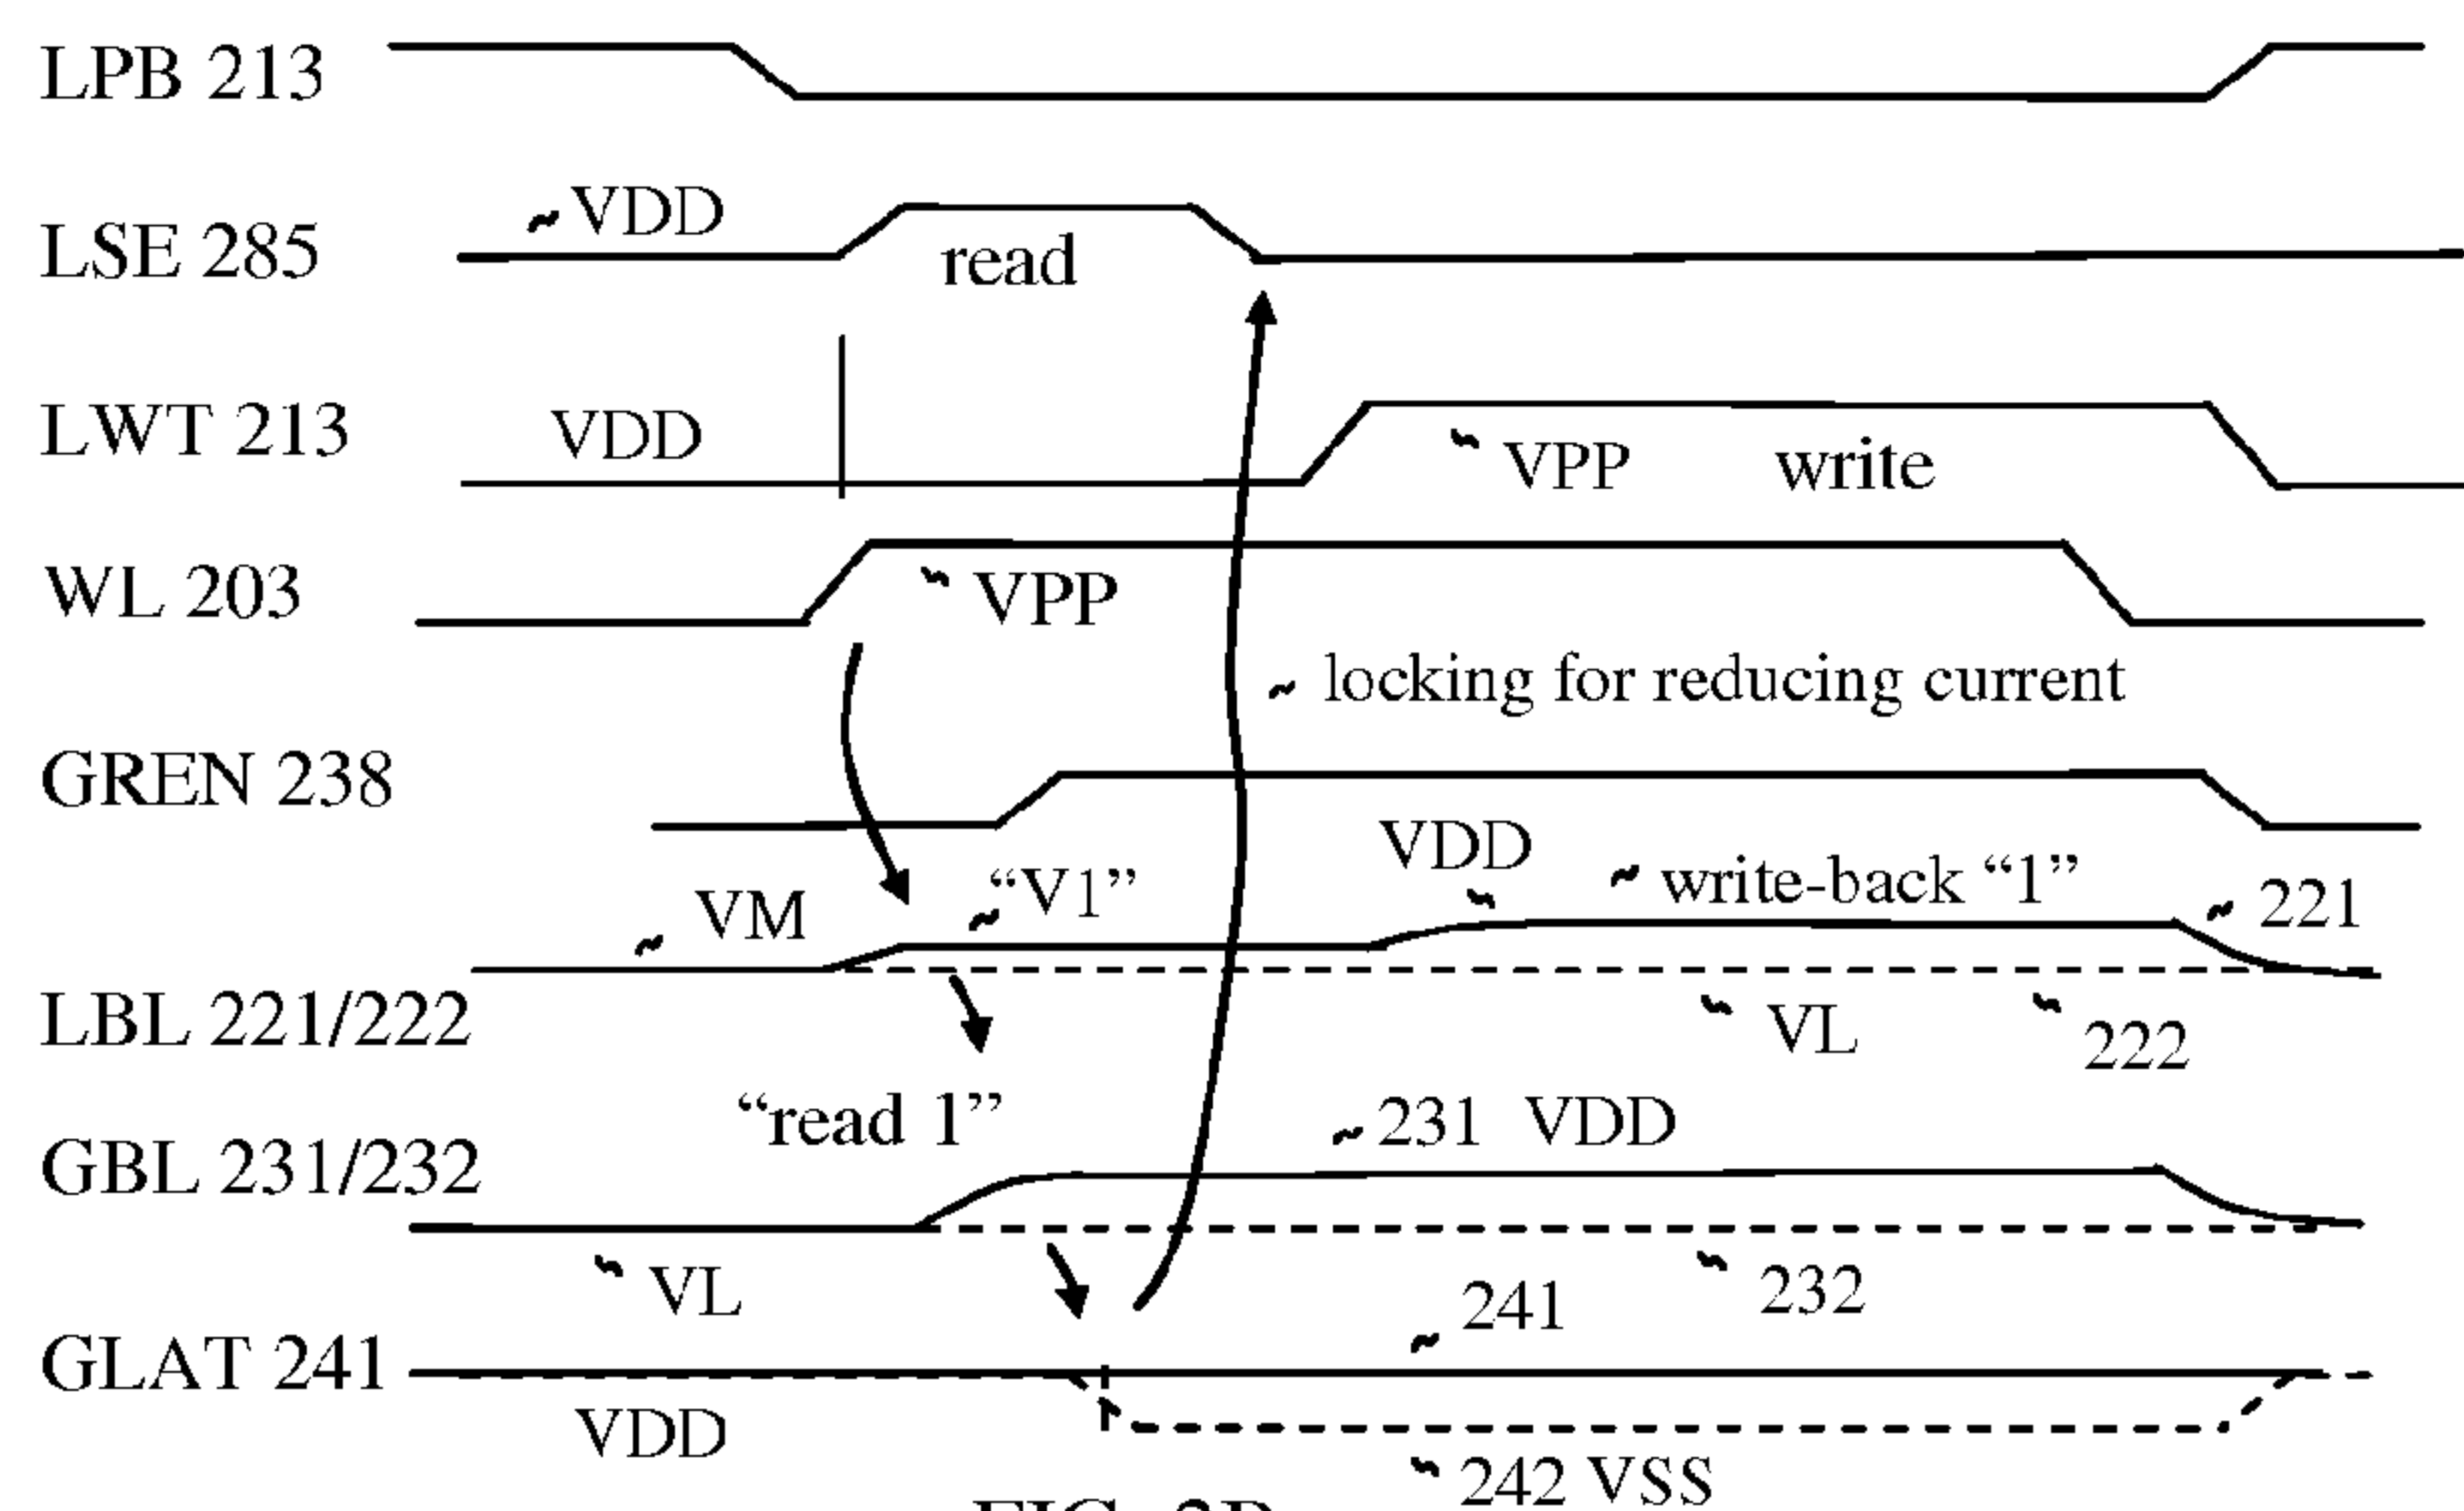 LPB 213
VDD
LSE 285
read
LWT 213
VDD
VPP write
WL 203
VPP
locking for reducing current
GREN 238
VDD
write-back “1”
“V1”
VM
221
LBL 221/222
VL
222
“read 1”
231 VDD
GBL 231/232
VL
232
241
GLAT 241
VDD
242 VSS